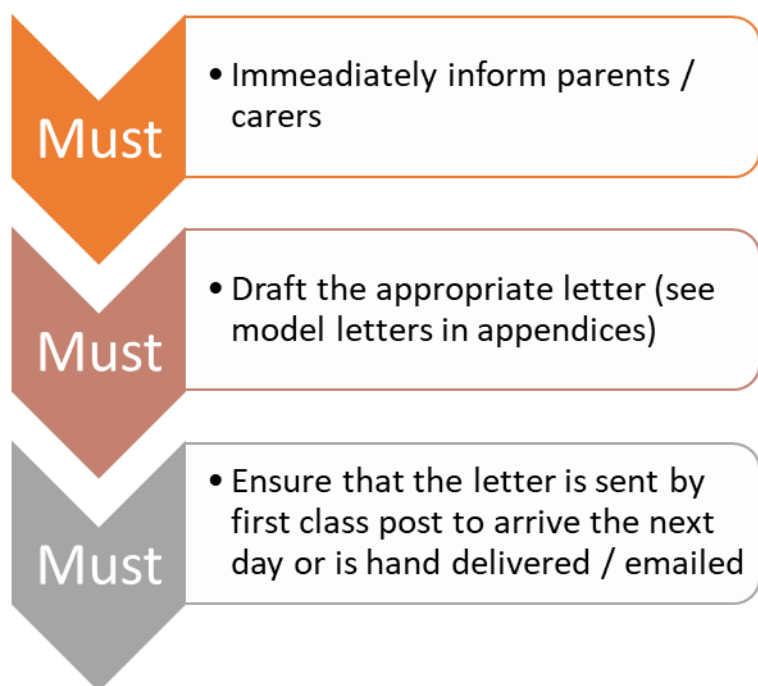 Must
• Immeadiately inform parents /
carers
Must
• Draft the appropriate letter (see
model letters in appendices)
Must
• Ensure that the letter is sent by
first class post to arrive the next
day or is hand delivered / emailed